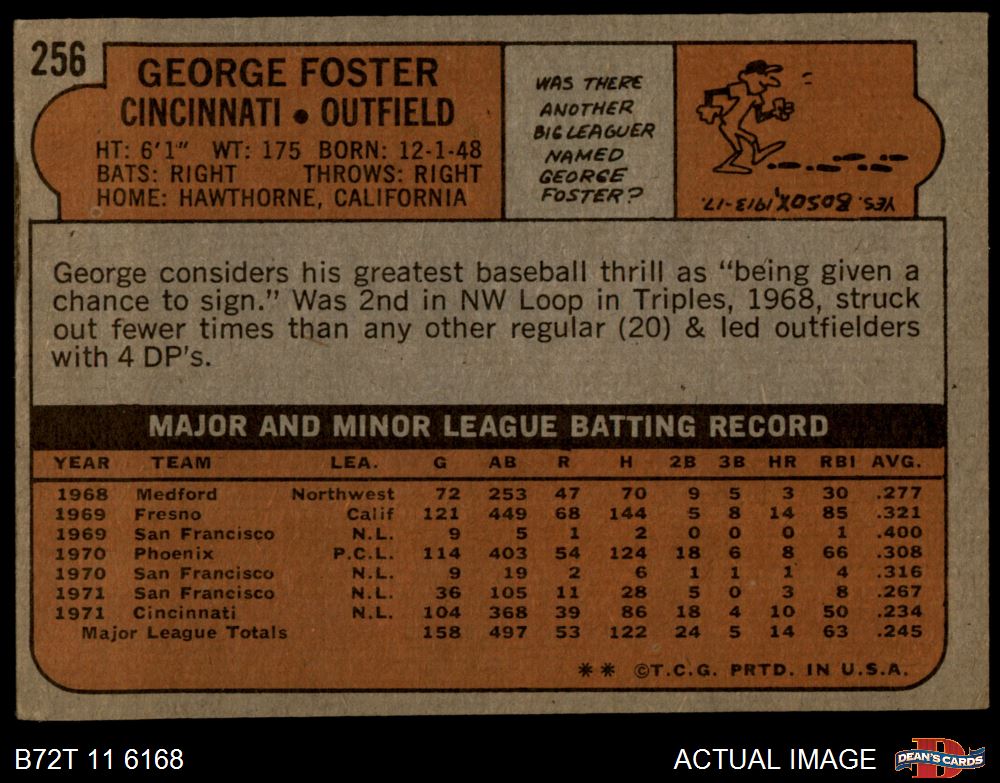 256
GEORGE FOSTER
CINCINNATI • OUTFIELD
HT: 6'1" WT: 175 BORN: 12-1-48
BATS: RIGHT THROWS: RIGHT
HOME: HAWTHORNE, CALIFORNIA
WAS THERE
ANOTHER
BIG LEAGUER
NAMED
GEORGE
FOSTER?
YES. BOSOX, 1913-17.
George considers his greatest baseball thrill as “being given a
chance to sign.” Was 2nd in NW Loop in Triples, 1968, struck
out fewer times than any other regular (20) & led outfielders
with 4 DP's.
MAJOR AND MINOR LEAGUE BATTING RECORD
YEAR TEAM LEA. G AB R H 2B 3B HR RBI AVG.
1968 Medford Northwest 72 253 47 70 9 5 3 30 .277
1969 Fresno Calif 121 449 68 144 5 8 14 85 .321
1969 San Francisco N.L. 9 5 1 2 0 0 0 1 .400
1970 Phoenix P.C.L. 114 403 54 124 18 6 8 66 .308
1970 San Francisco N.L. 9 19 2 6 1 1 1 4 .316
1971 San Francisco N.L. 36 105 11 28 5 0 3 8 .267
1971 Cincinnati N.L. 104 368 39 86 18 4 10 50 .234
Major League Totals 158 497 53 122 24 5 14 63 .245
** ©T.C.G. PRTD. IN U.S.A.
B72T 11 6168
ACTUAL IMAGE
D
DEAN'S CARDS